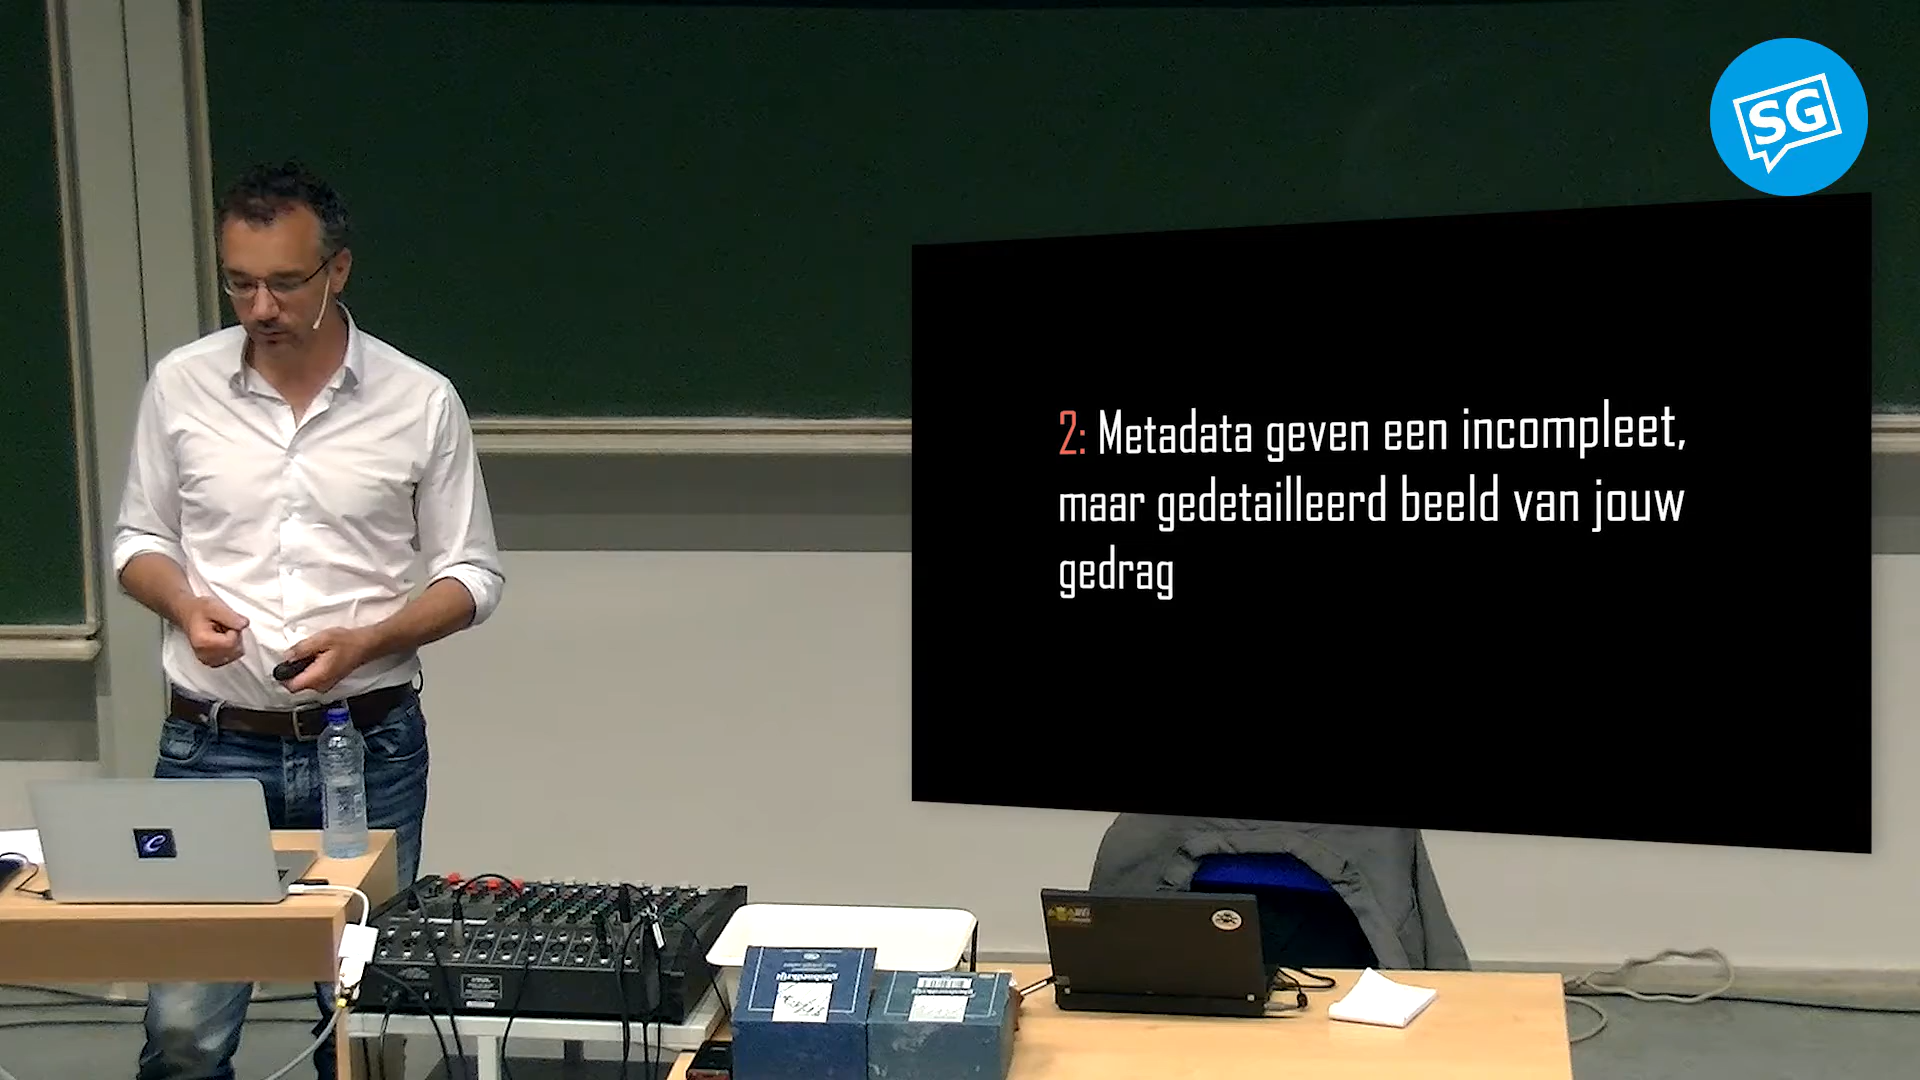 SG
2: Metadata geven een incompleet,
maar gedetailleerd beeld van jouw
gedrag